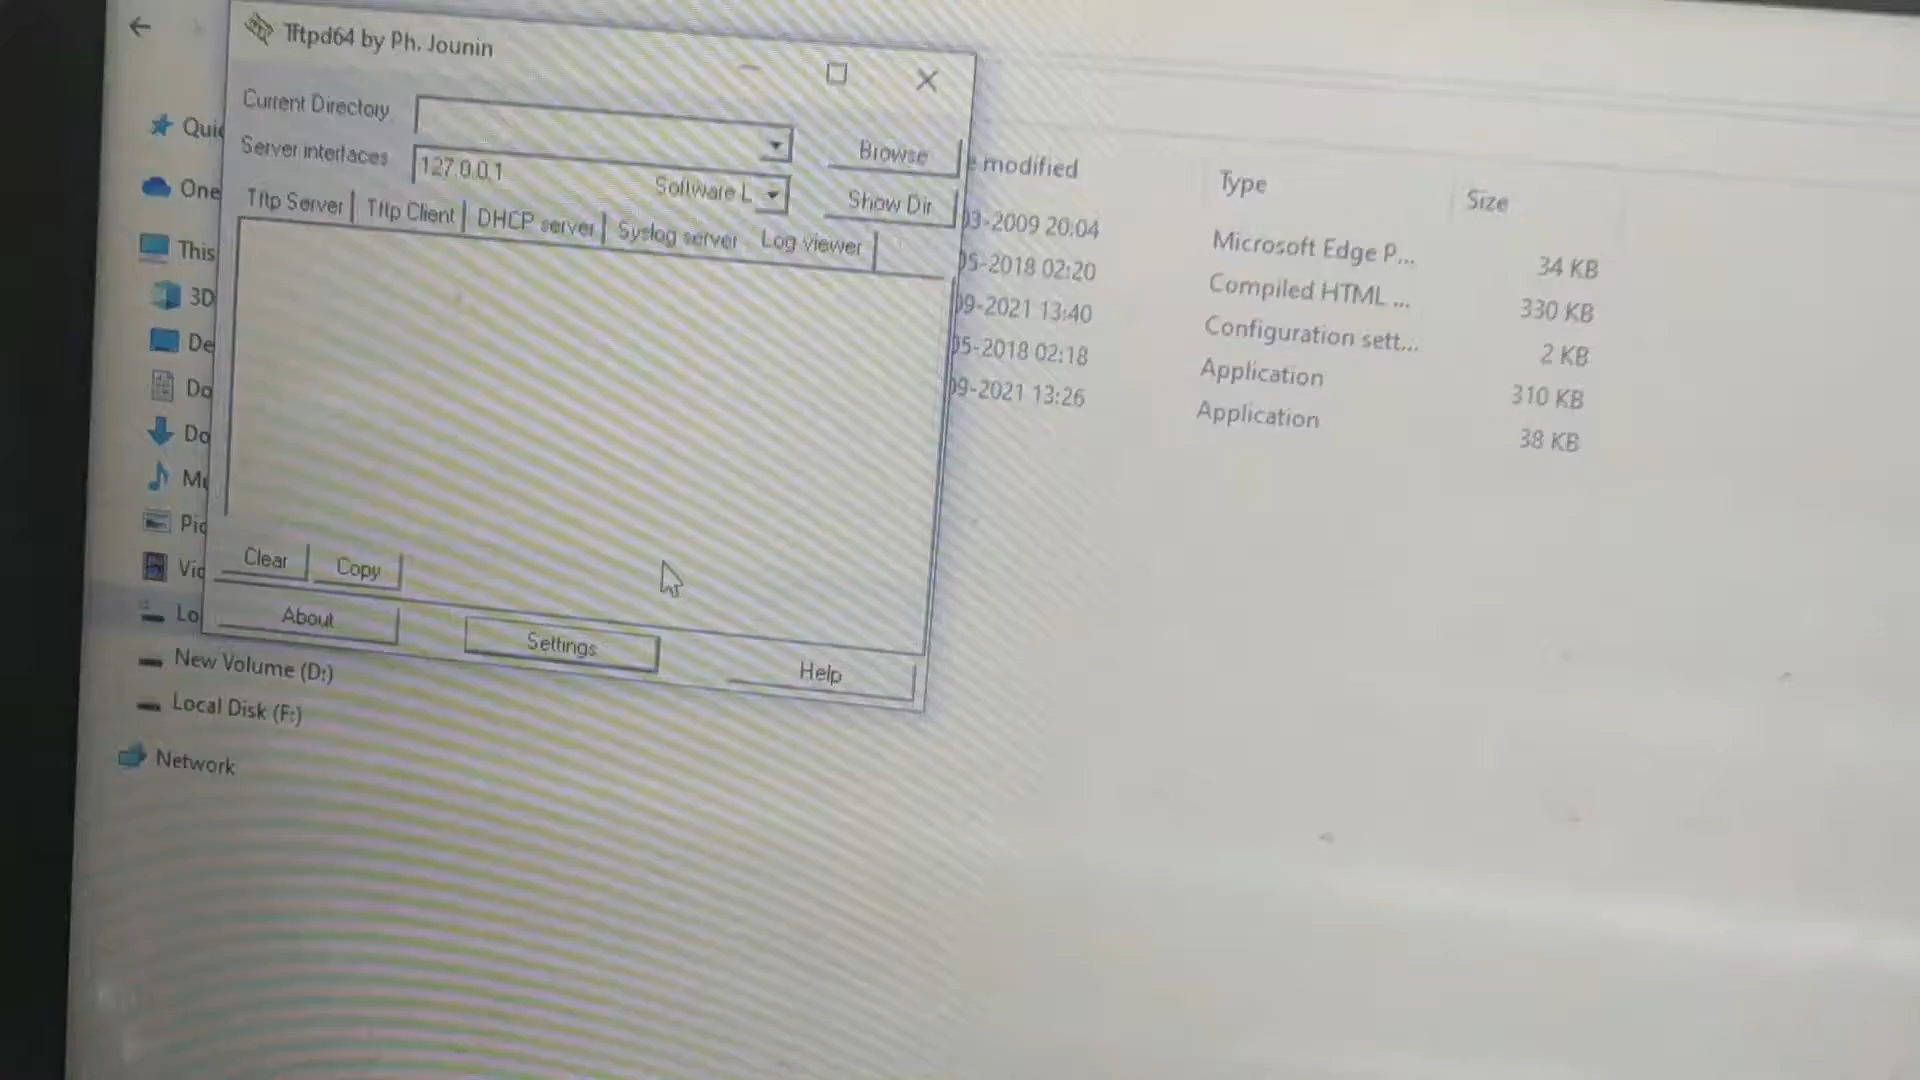 Tftpd64 by Ph. Jounin
Current Directory
Browse
Server interfaces
127.0.0.1
Software L
Show Dir
Tftp Server
Tftp Client
DHCP server
Syslog server
Log viewer
Clear
Copy
About
Settings
Help
Quic
One
This
3D
De
Do
Do
Mu
Pic
Vid
Lo
New Volume (D:)
Local Disk (F:)
Network
modified
Type
Size
03-2009 20:04
Microsoft Edge P...
34 KB
05-2018 02:20
Compiled HTML ...
330 KB
09-2021 13:40
Configuration sett...
2 KB
05-2018 02:18
Application
310 KB
09-2021 13:26
Application
38 KB